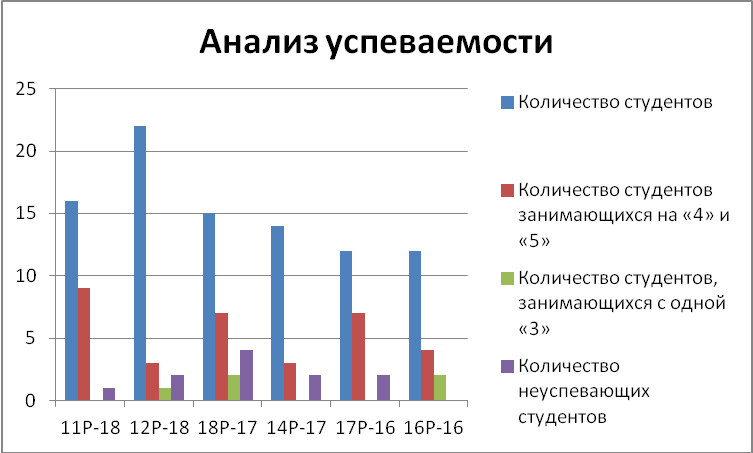 Анализ успеваемости
25
20
15
10
5
0
11Р-18 12Р-18 18Р-17 14Р-17 17Р-16 16Р-16
Количество студентов
Количество студентов
занимающихся на «4» и
«5»
Количество студентов,
занимающихся с одной
«3»
Количество
неуспевающих
студентов